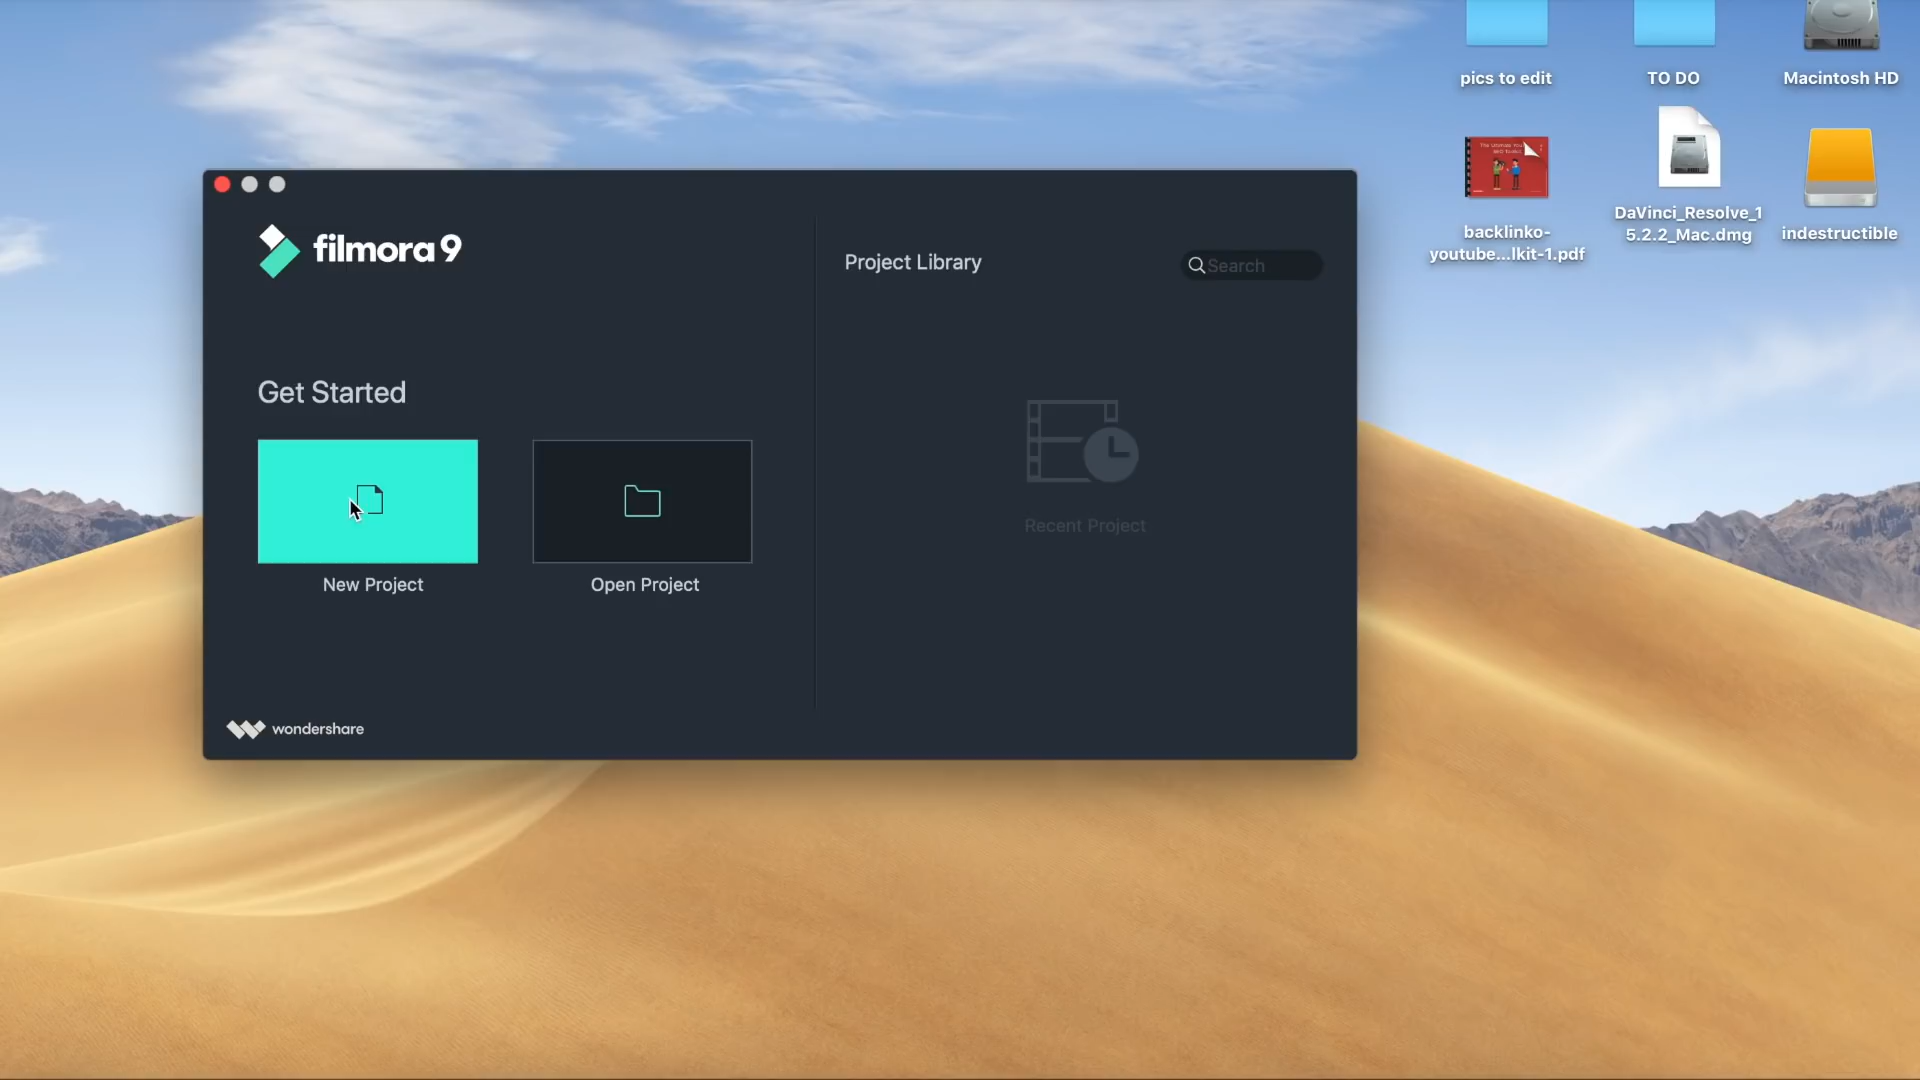 pics to edit
TO DO
Macintosh HD
backlinko-
youtube...lkit-1.pdf
DaVinci_Resolve_1
5.2.2_Mac.dmg
indestructible
filmora9
Project Library
Search
Get Started
New Project
Open Project
Recent Project
wondershare